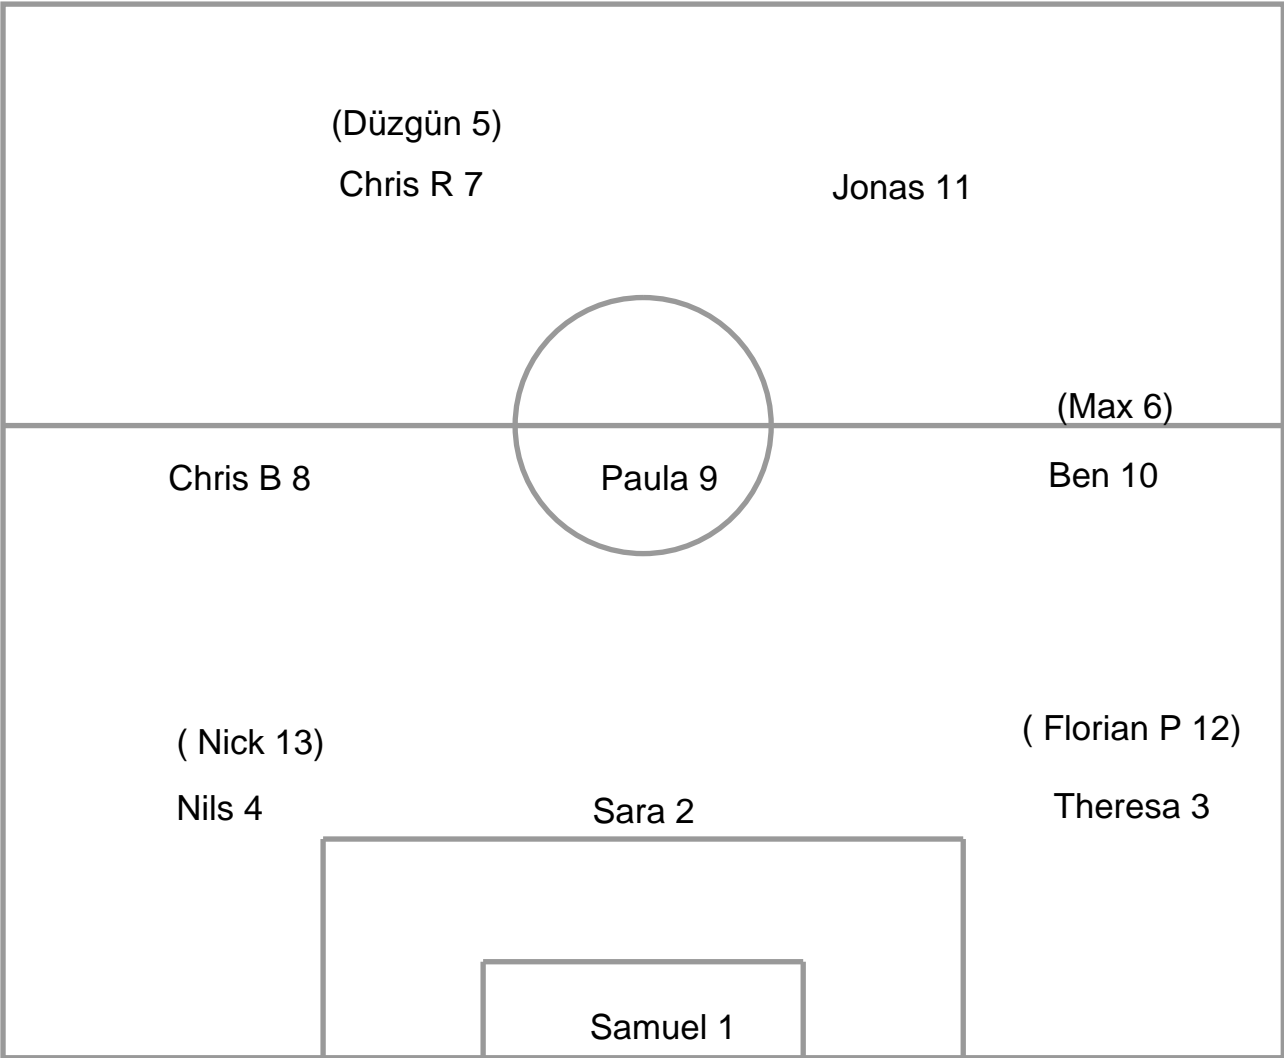 (Düzgün 5)
Chris R 7
Jonas 11
(Max 6)
Chris B 8
Paula 9
Ben 10
( Nick 13)
( Florian P 12)
Nils 4
Sara 2
Theresa 3
Samuel 1